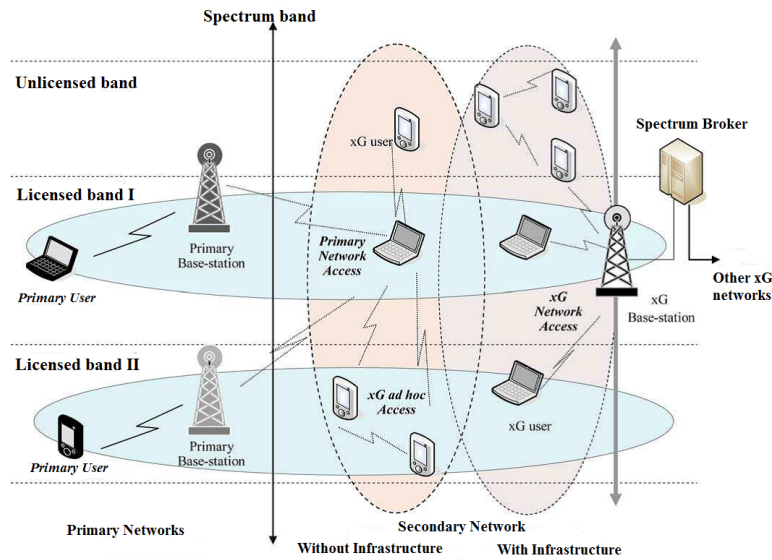 Spectrum band
Unlicensed band
Spectrum Broker
xG user
Licensed band I
Primary
Base-station
Primary
Network
Access
Primary User
xG
Network
Access
xG
Base-station
Other xG
networks
Licensed band II
Primary
Base-station
xG ad hoc
Access
xG user
Primary User
Primary Networks
Secondary Network
Without Infrastructure
With Infrastructure